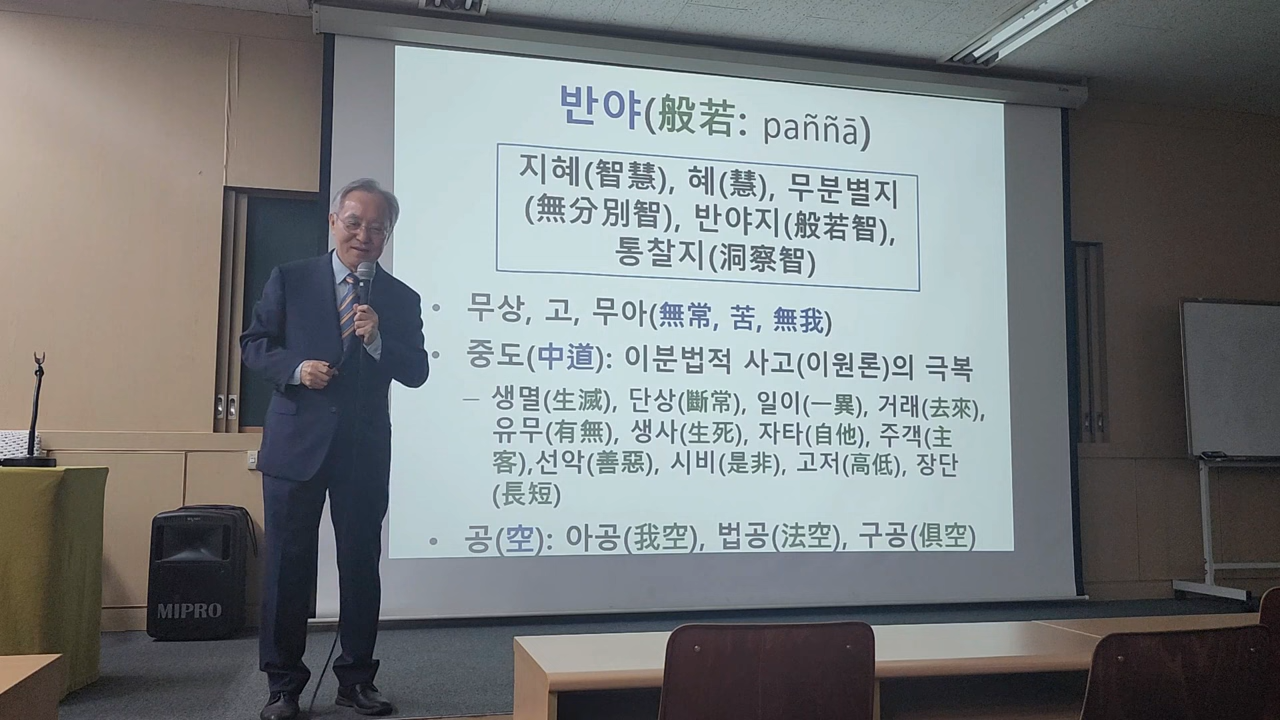 반야(般若: paññā)
지혜(智慧), 혜(慧), 무분별지
(無分別智), 반야지(般若智),
통찰지(洞察智)
• 무상, 고, 무아(無常, 苦, 無我)
• 중도(中道): 이분법적 사고(이원론)의 극복
– 생멸(生滅), 단상(斷常), 일이(一異), 거래(去來),
유무(有無), 생사(生死), 자타(自他), 주객(主
客),선악(善惡), 시비(是非), 고저(高低), 장단
(長短)
• 공(空): 아공(我空), 법공(法空), 구공(俱空)
MIPRO